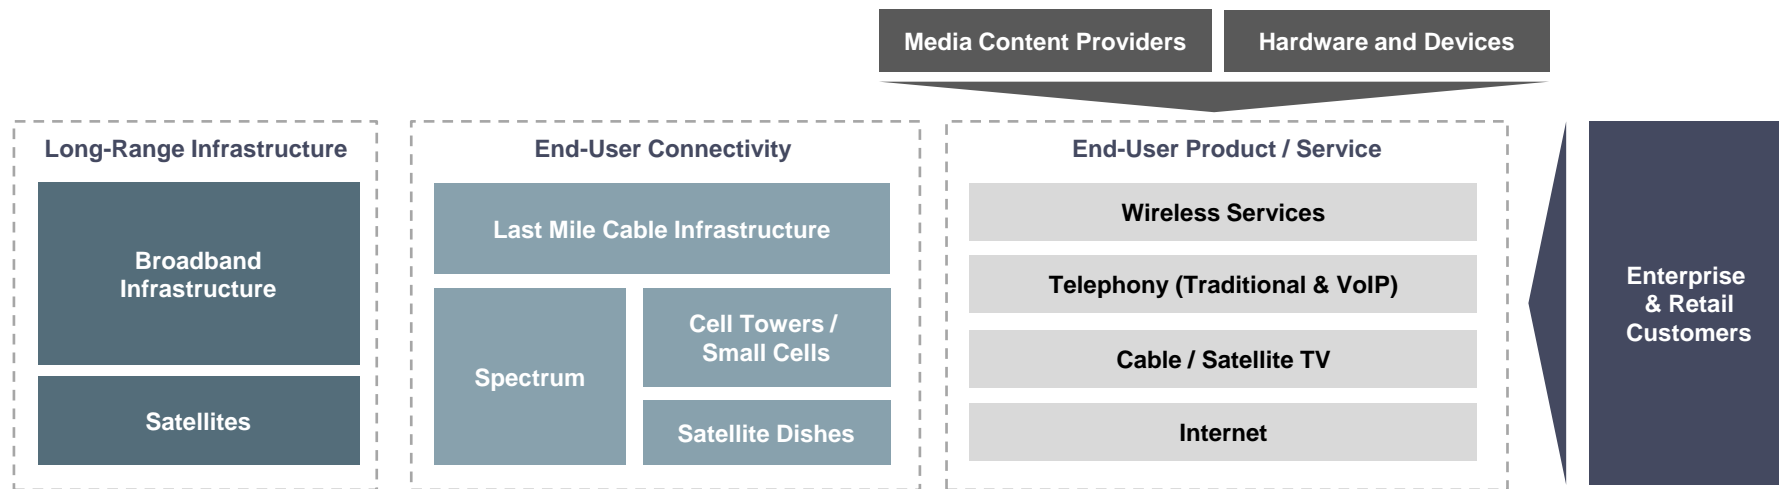 Media Content Providers
Hardware and Devices
Long-Range Infrastructure
Broadband
Infrastructure
Satellites
End-User Connectivity
Last Mile Cable Infrastructure
Spectrum
Cell Towers /
Small Cells
Satellite Dishes
End-User Product / Service
Wireless Services
Telephony (Traditional & VoIP)
Cable / Satellite TV
Internet
Enterprise
& Retail
Customers